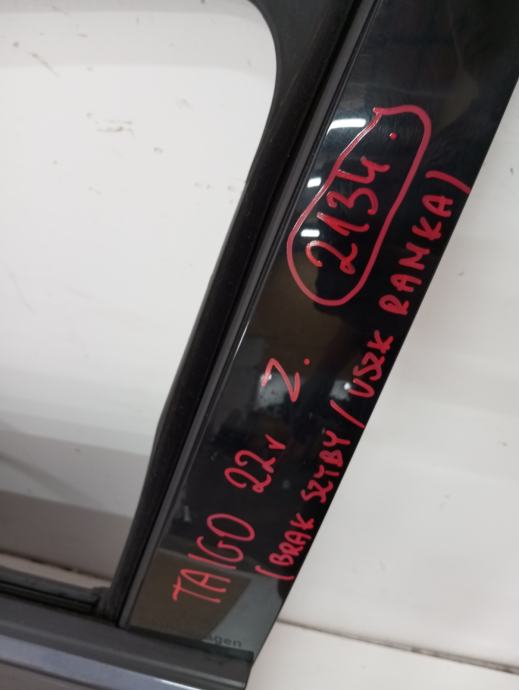 2134.
TAIGO 22r Z.
(BRAK SZYBY / USZK RAMKA)